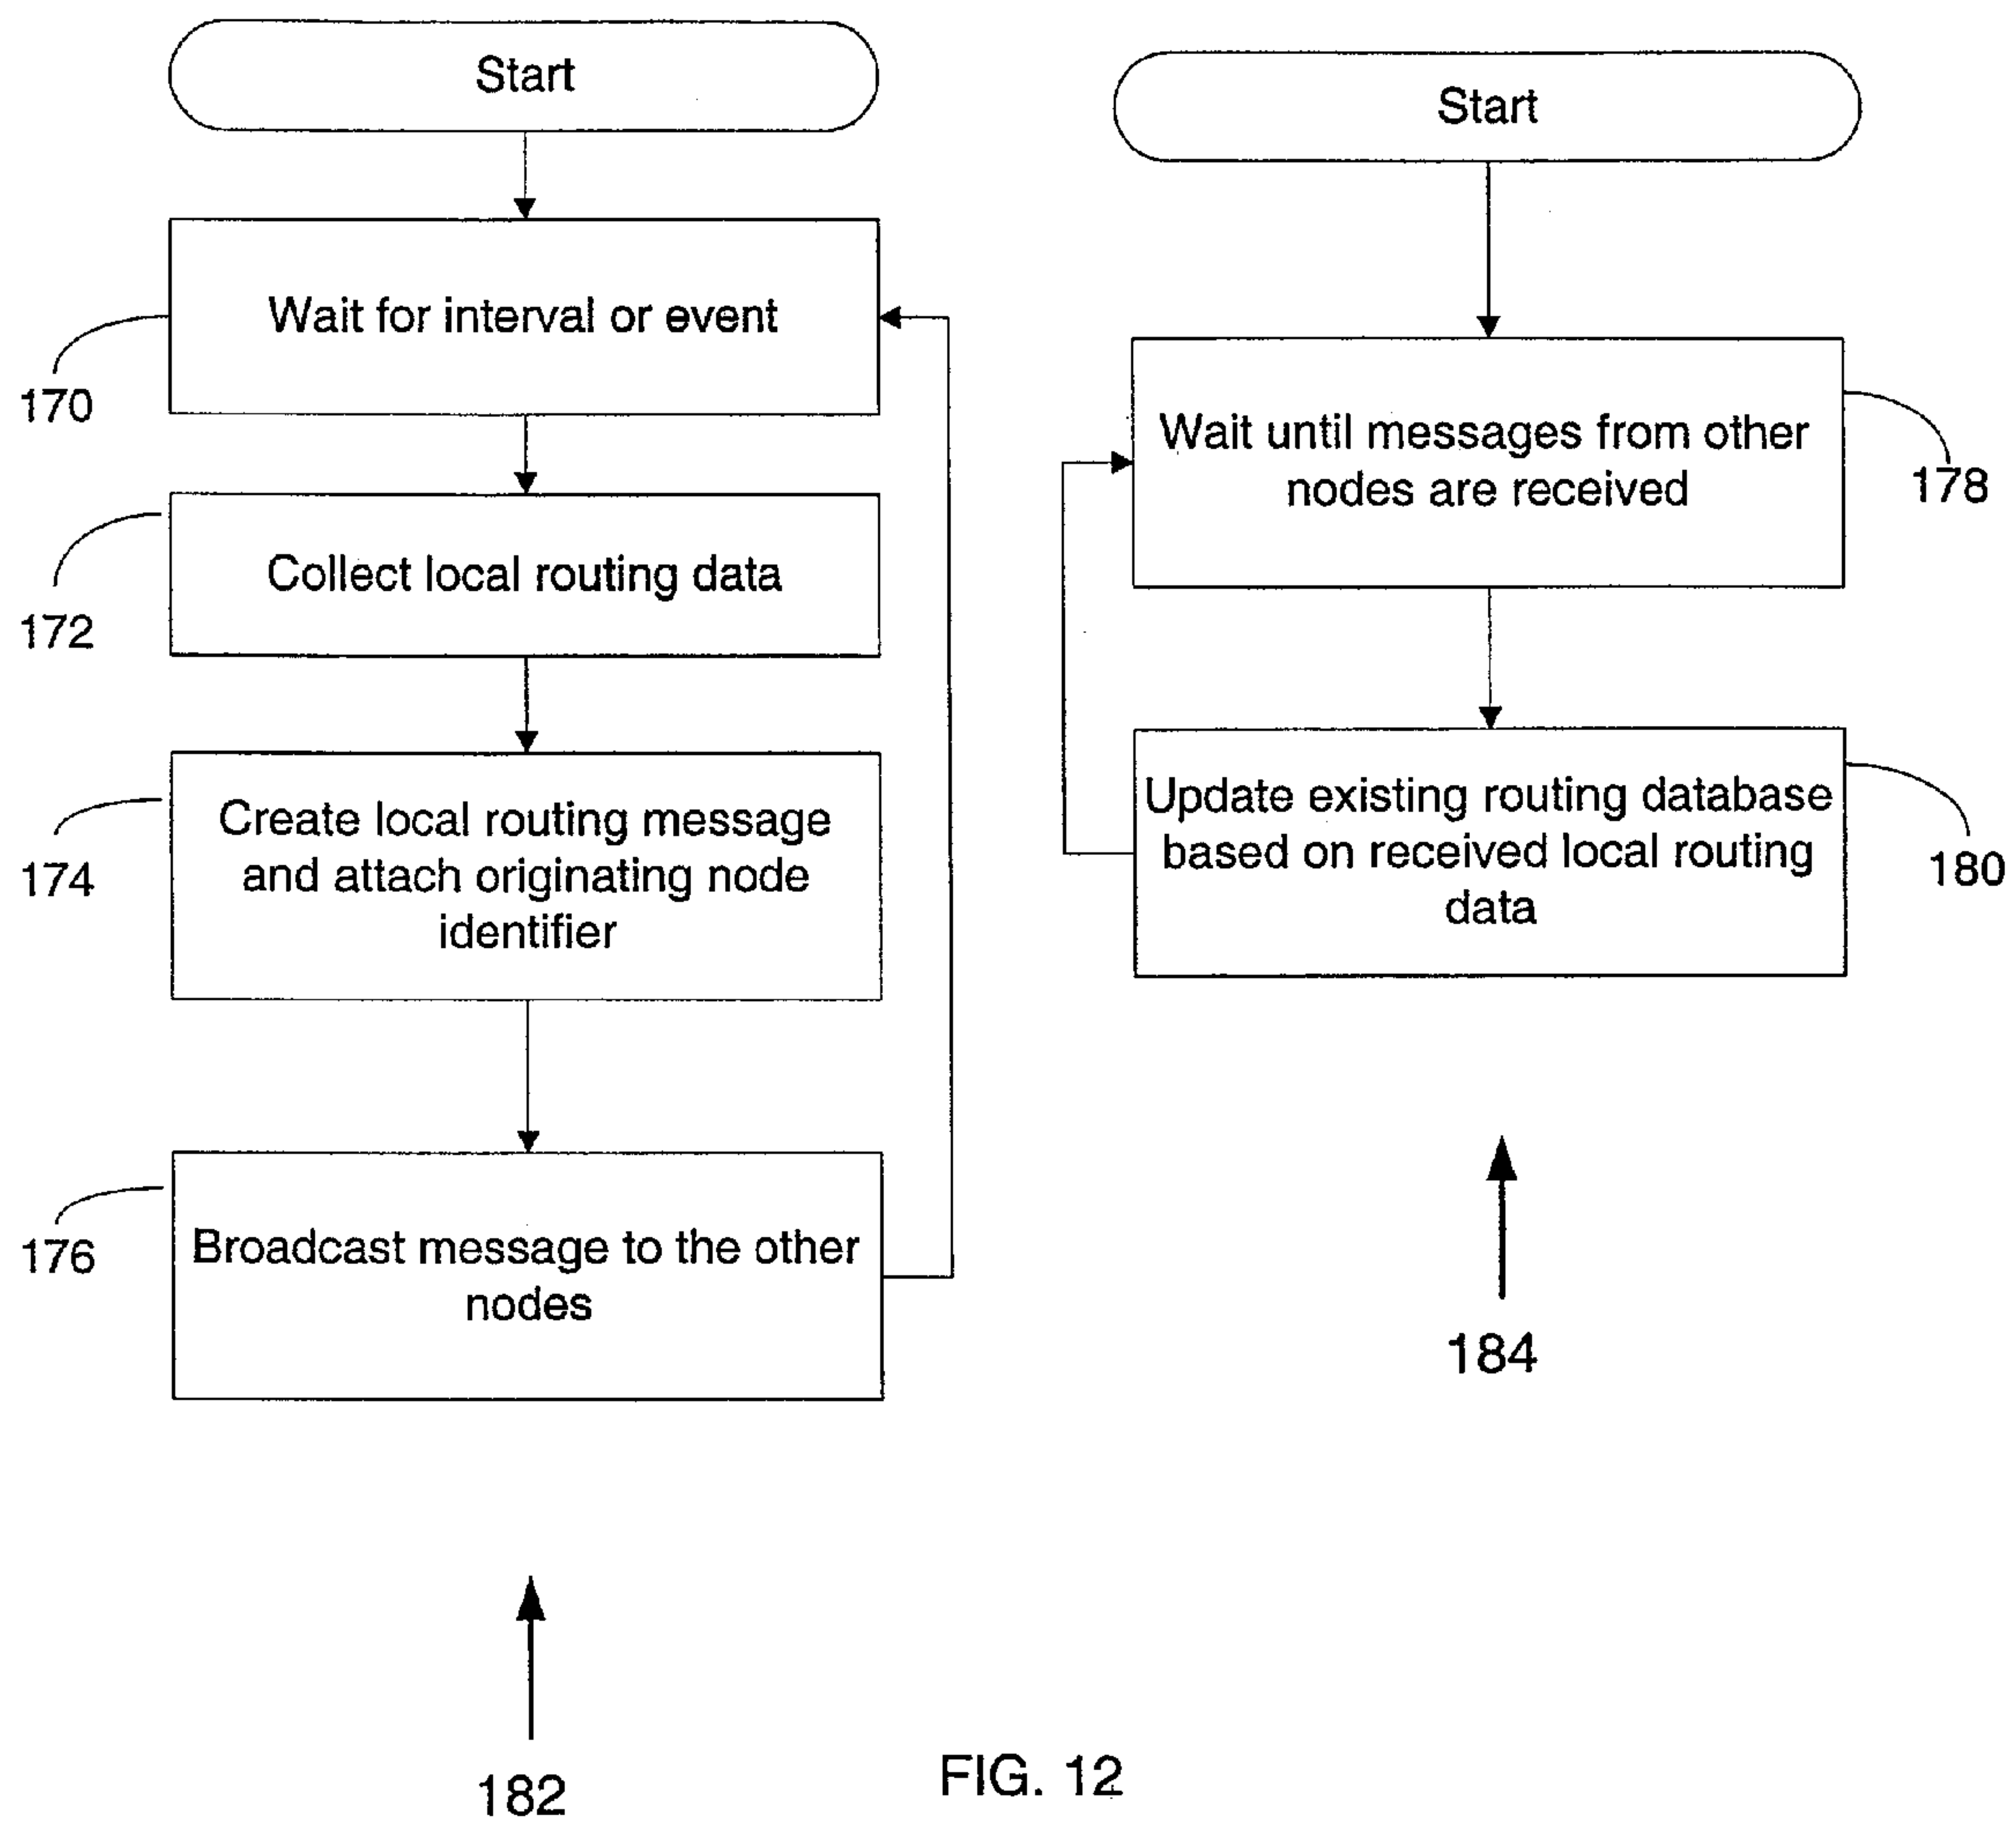 Start
Wait for interval or event
170
Collect local routing data
172
Create local routing message
and attach originating node
identifier
174
Broadcast message to the other
nodes
176
182
Start
Wait until messages from other
nodes are received
178
Update existing routing database
based on received local routing
data
180
184
FIG. 12